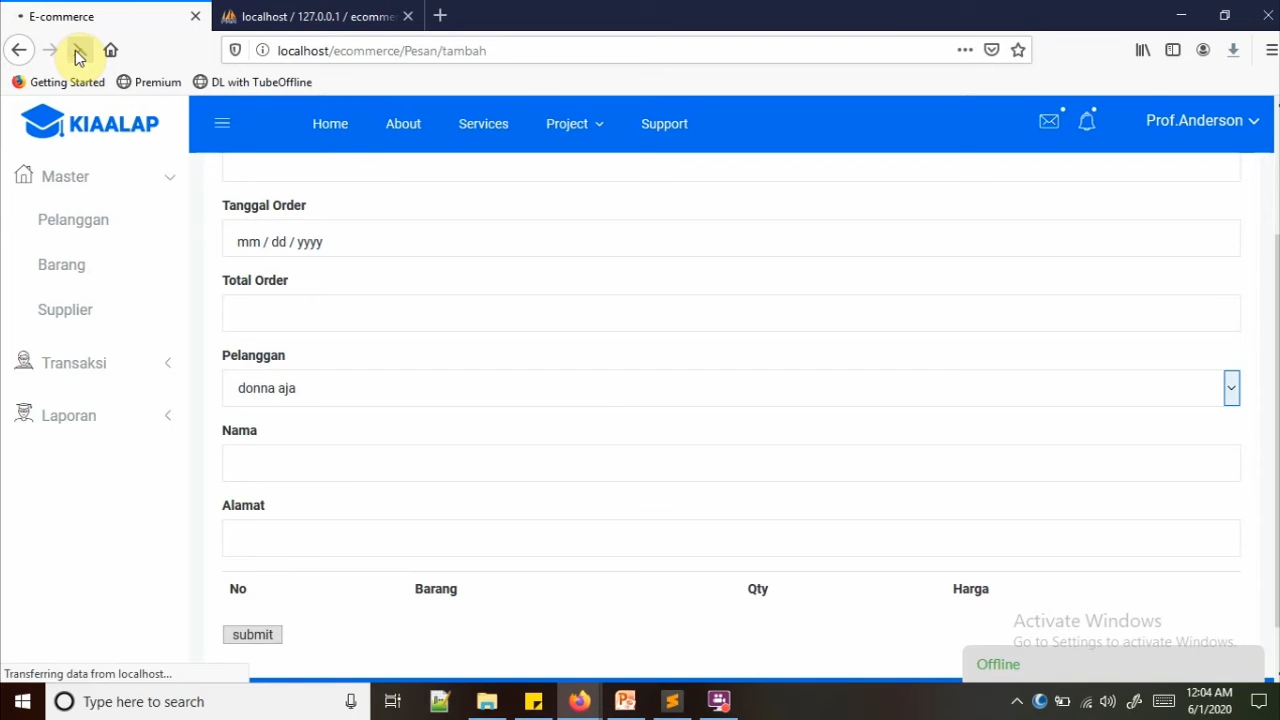 E-commerce
localhost / 127.0.0.1 / ecomme
localhost/ecommerce/Pesan/tambah
Getting Started
Premium
DL with TubeOffline
KIAALAP
Home
About
Services
Project
Support
Prof.Anderson
Master
Pelanggan
Barang
Supplier
Transaksi
Laporan
Tanggal Order
mm / dd / yyyy
Total Order
Pelanggan
donna aja
Nama
Alamat
No Barang Qty Harga
submit
Activate Windows
Go to Settings to activate Windows.
Offline
Transferring data from localhost...
Type here to search
12:04 AM
6/1/2020